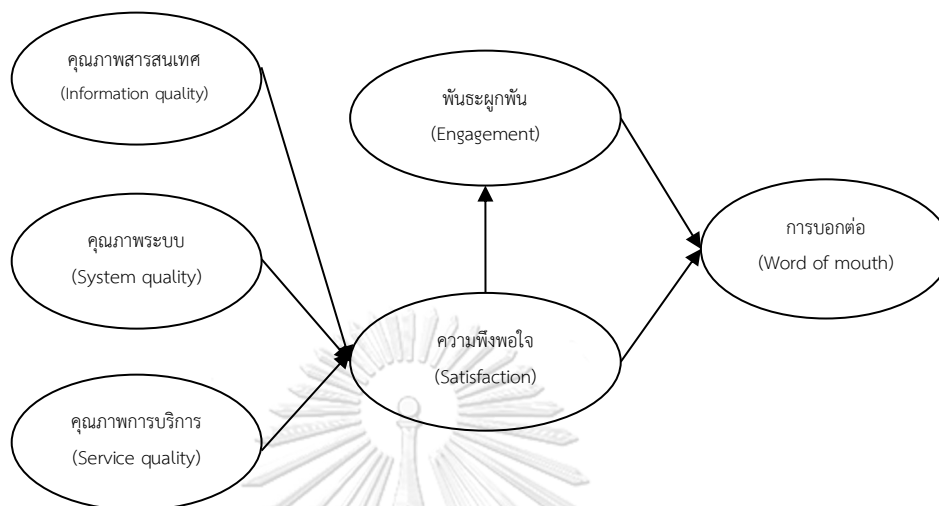 คุณภาพสารสนเทศ
(Information quality)
พันธะผูกพัน
(Engagement)
คุณภาพระบบ
(System quality)
การบอกต่อ
(Word of mouth)
ความพึงพอใจ
(Satisfaction)
คุณภาพการบริการ
(Service quality)